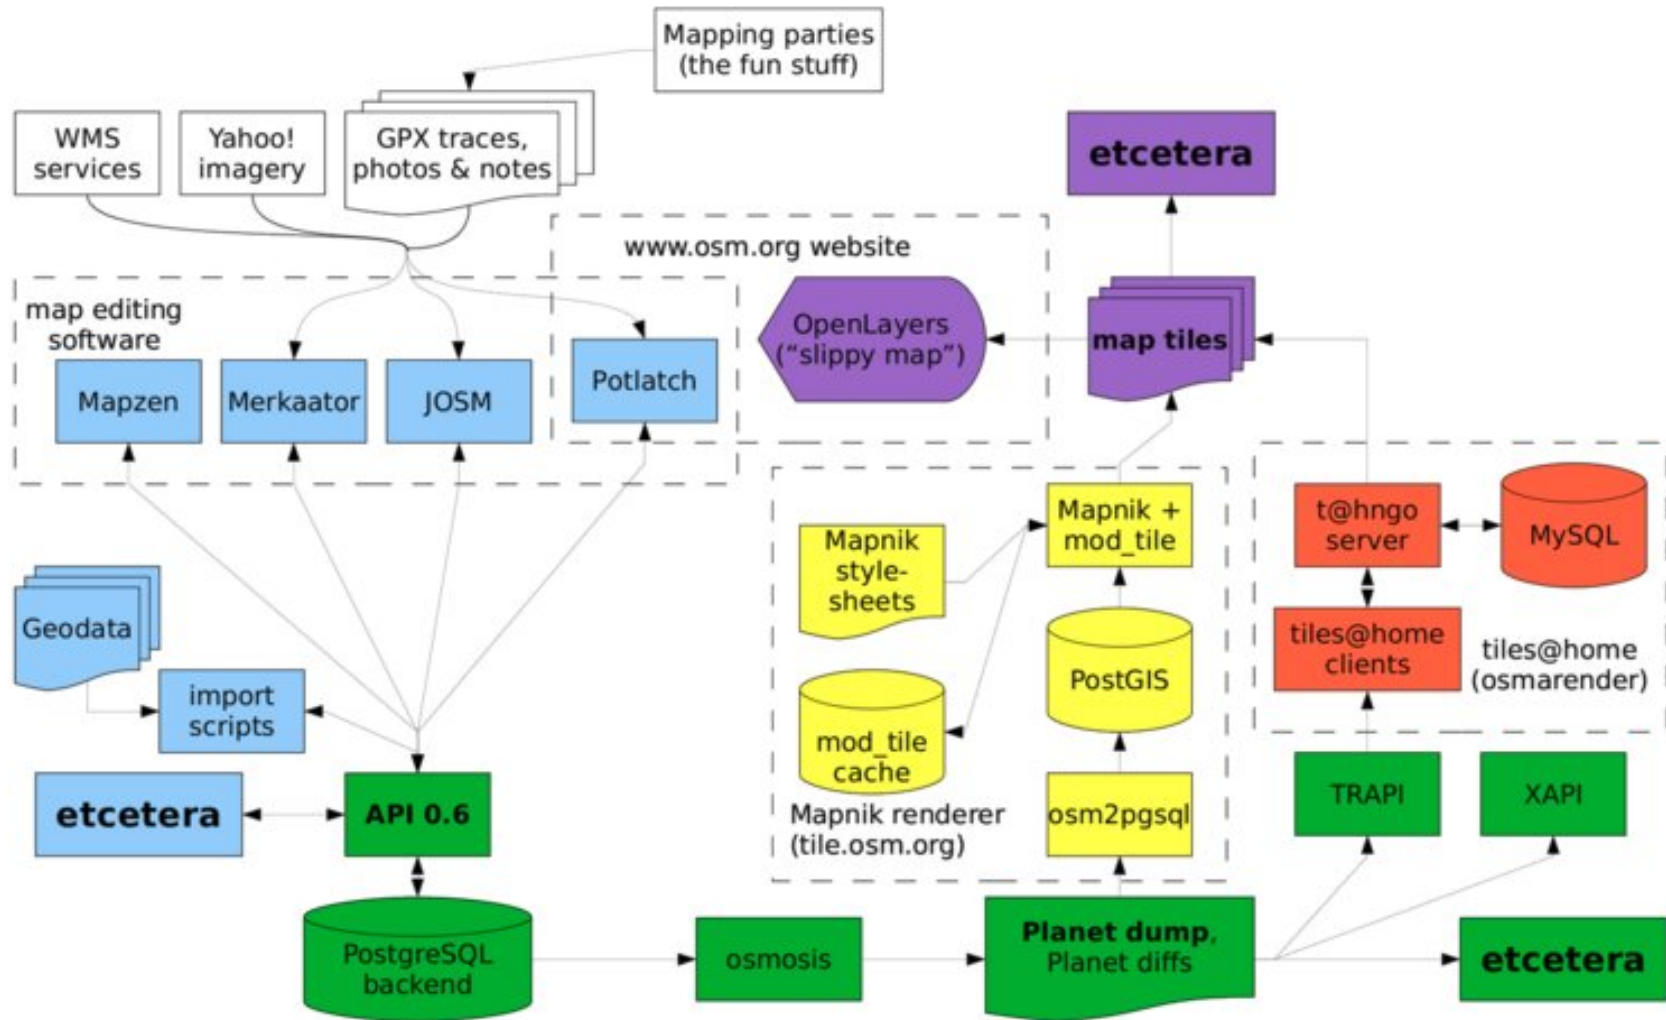 Mapping parties
(the fun stuff)
WMS
services
Yahoo!
imagery
GPX traces,
photos & notes
etcetera
www.osm.org website
map editing
software
OpenLayers
(“slippy map”)
map tiles
Mapzen
Merkaator
JOSM
Potlatch
Mapnik
style-
sheets
Mapnik +
mod_tile
t@hngo
server
MySQL
Geodata
import
scripts
PostGIS
tiles@home
clients
tiles@home
(osmarender)
mod_tile
cache
Mapnik renderer
(tile.osm.org)
osm2pgsql
TRAPI
XAPI
etcetera
API 0.6
PostgreSQL
backend
osmosis
Planet dump,
Planet diffs
etcetera